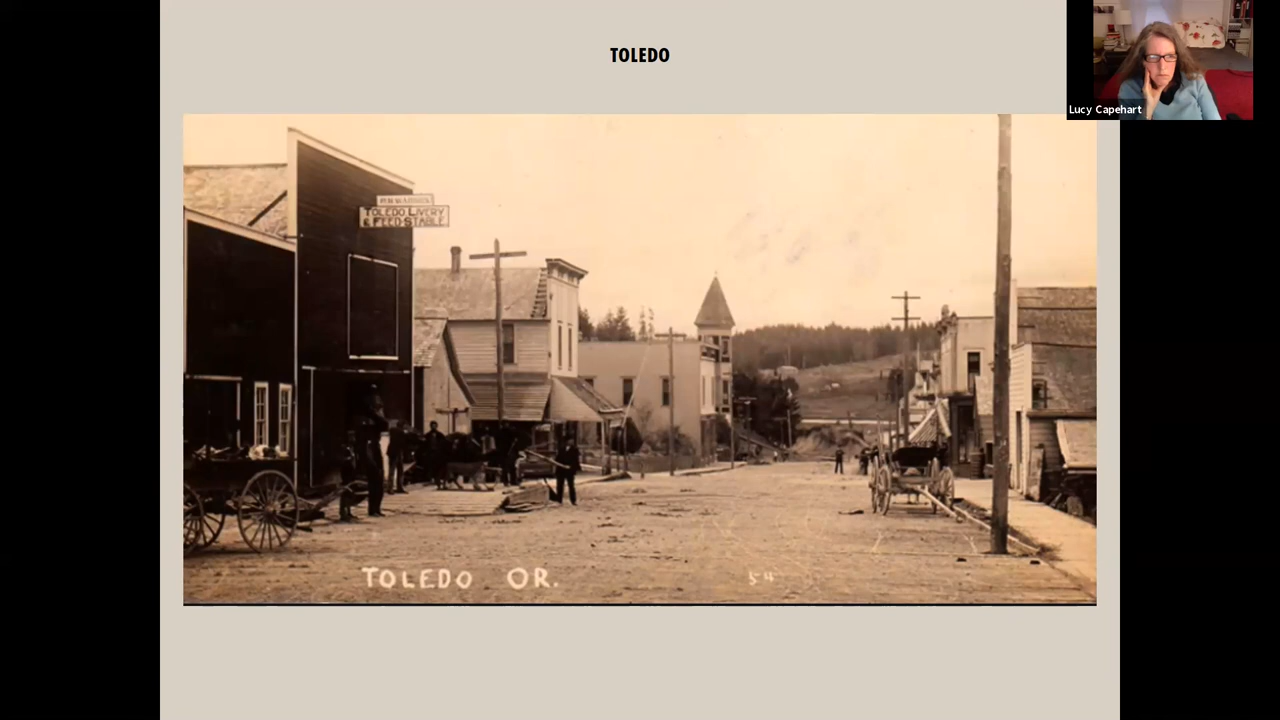 TOLEDO
Lucy Capehart
TOLEDO LIVERY
& FEED STABLE
TOLEDO OR.
54